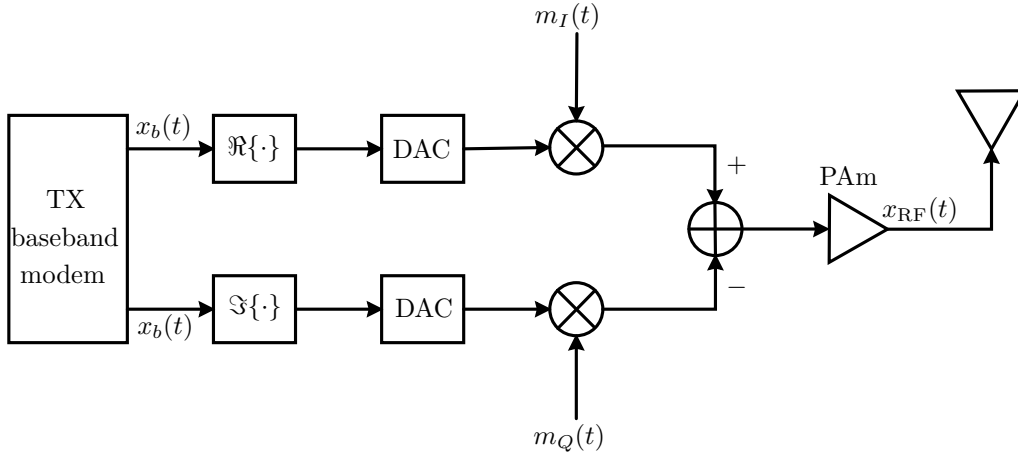 m_I(t)
x_b(t)
ℜ{·}
DAC
TX
baseband
modem
+
PAm
x_RF(t)
−
x_b(t)
ℑ{·}
DAC
m_Q(t)